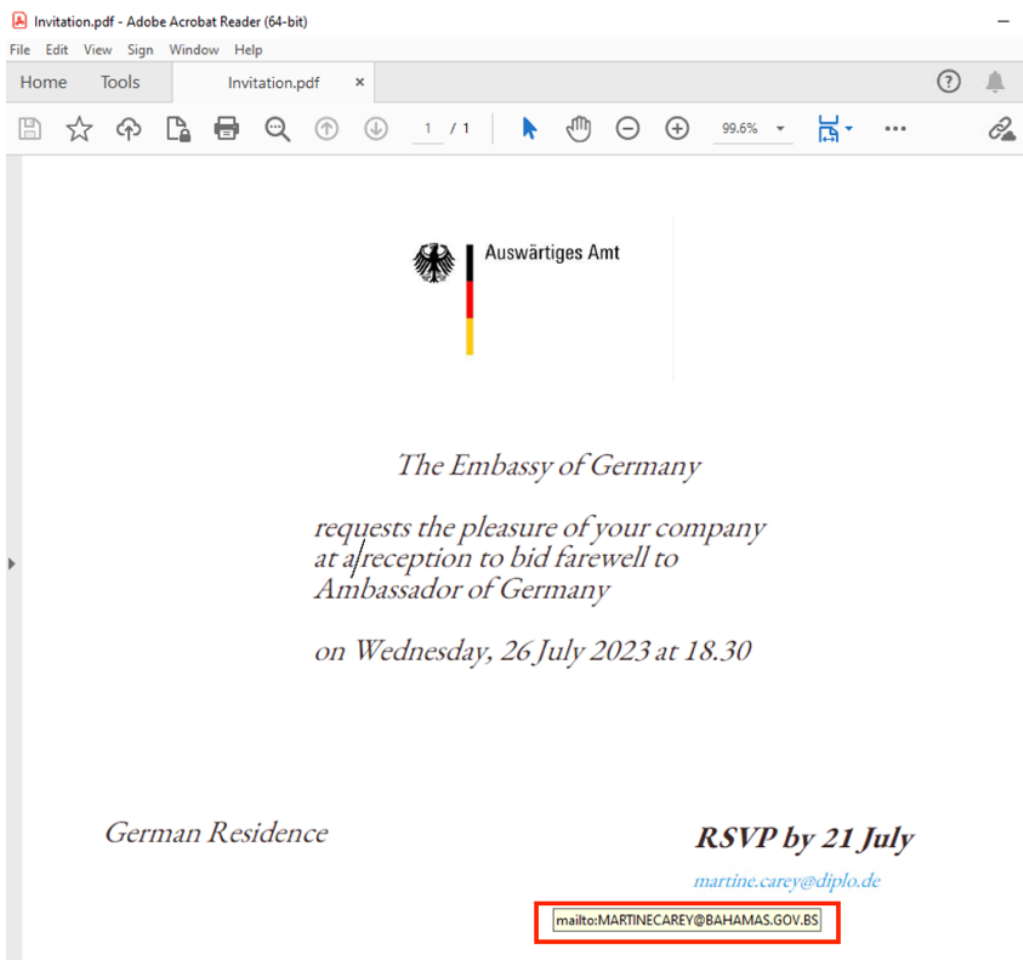 Invitation.pdf - Adobe Acrobat Reader (64-bit)
File Edit View Sign Window Help
Home Tools Invitation.pdf ×
1 / 1 99.6%
Auswärtiges Amt
The Embassy of Germany
requests the pleasure of your company
at a reception to bid farewell to
Ambassador of Germany
on Wednesday, 26 July 2023 at 18.30
German Residence
RSVP by 21 July
martine.carey@diplo.de
mailto:MARTINECAREY@BAHAMAS.GOV.BS